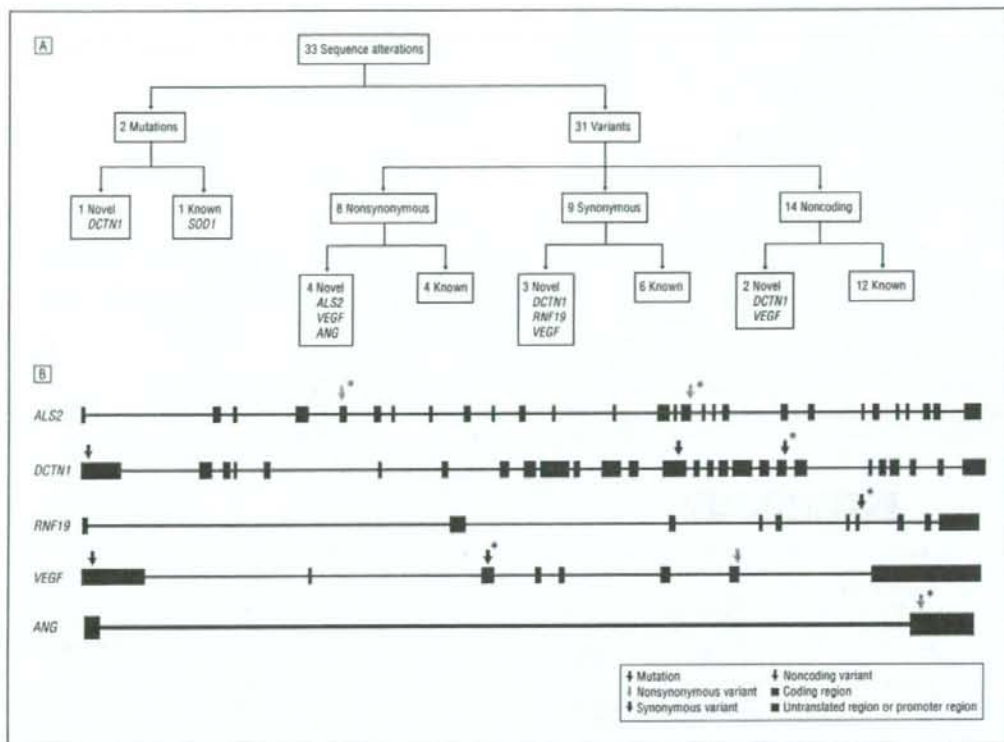 A
33 Sequence alterations
2 Mutations
31 Variants
1 Novel
DCTN1
1 Known
SOD1
8 Nonsynonymous
9 Synonymous
14 Noncoding
4 Novel
ALS2
VEGF
ANG
4 Known
3 Novel
DCTN1
RNF19
VEGF
6 Known
2 Novel
DCTN1
VEGF
12 Known
B
ALS2
*
*
DCTN1
*
RNF19
*
VEGF
*
ANG
*
Mutation
Nonsynonymous variant
Synonymous variant
Noncoding variant
Coding region
Untranslated region or promoter region